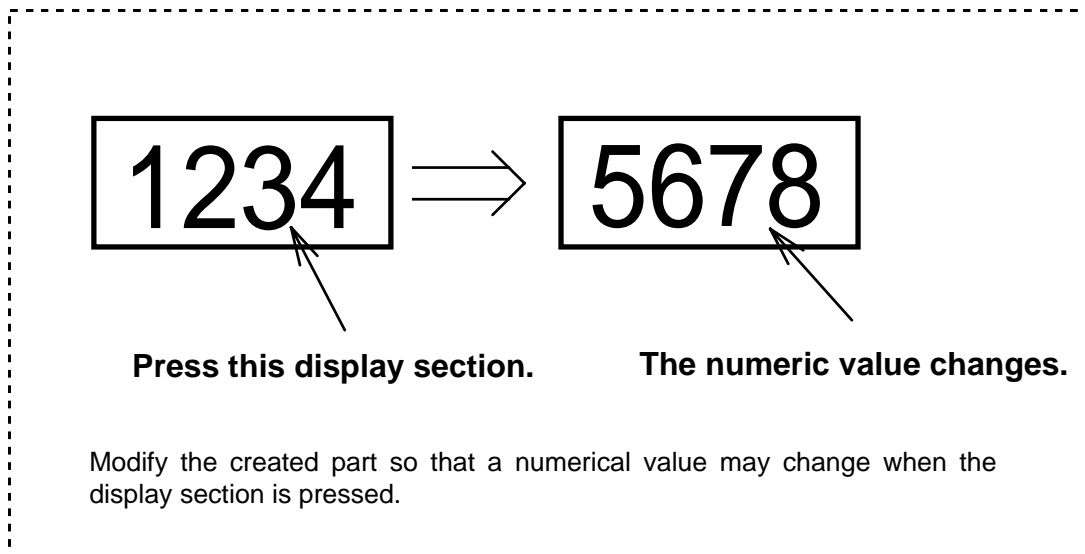 1234 5678
Press this display section. The numeric value changes.
Modify the created part so that a numerical value may change when the
display section is pressed.